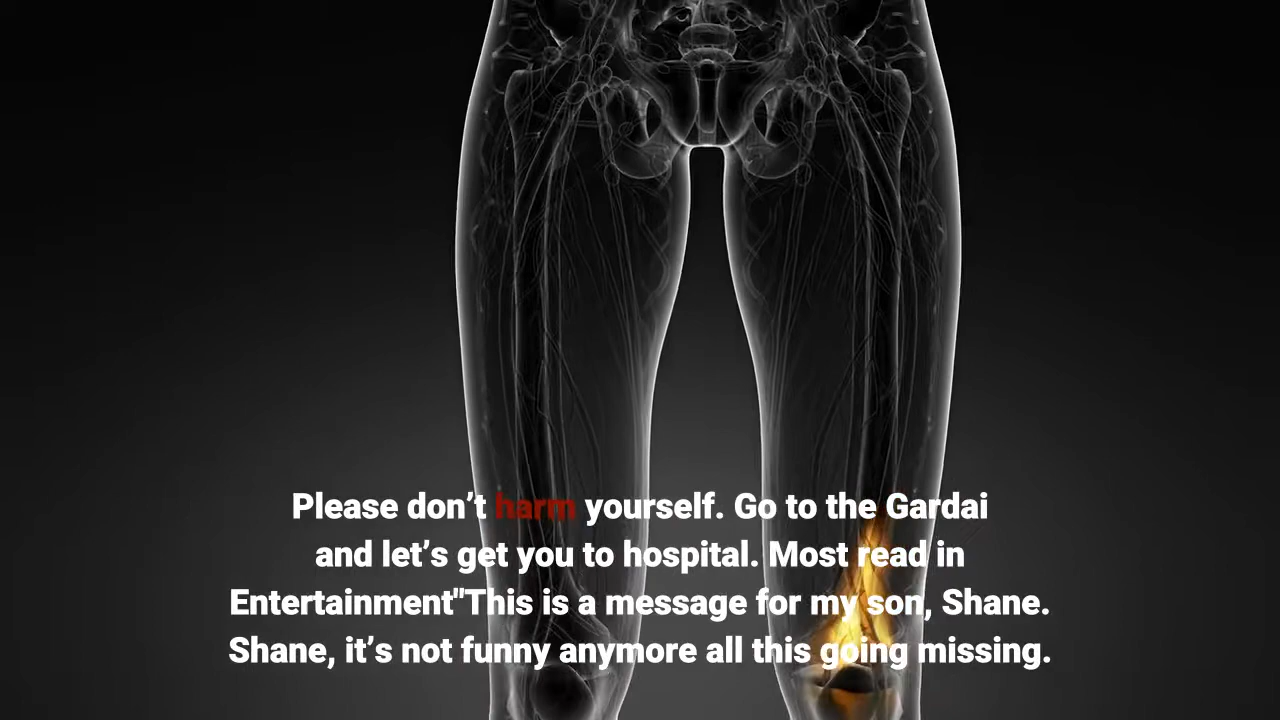 Please don’t harm yourself. Go to the Gardai
and let’s get you to hospital. Most read in
Entertainment"This is a message for my son, Shane.
Shane, it’s not funny anymore all this going missing.